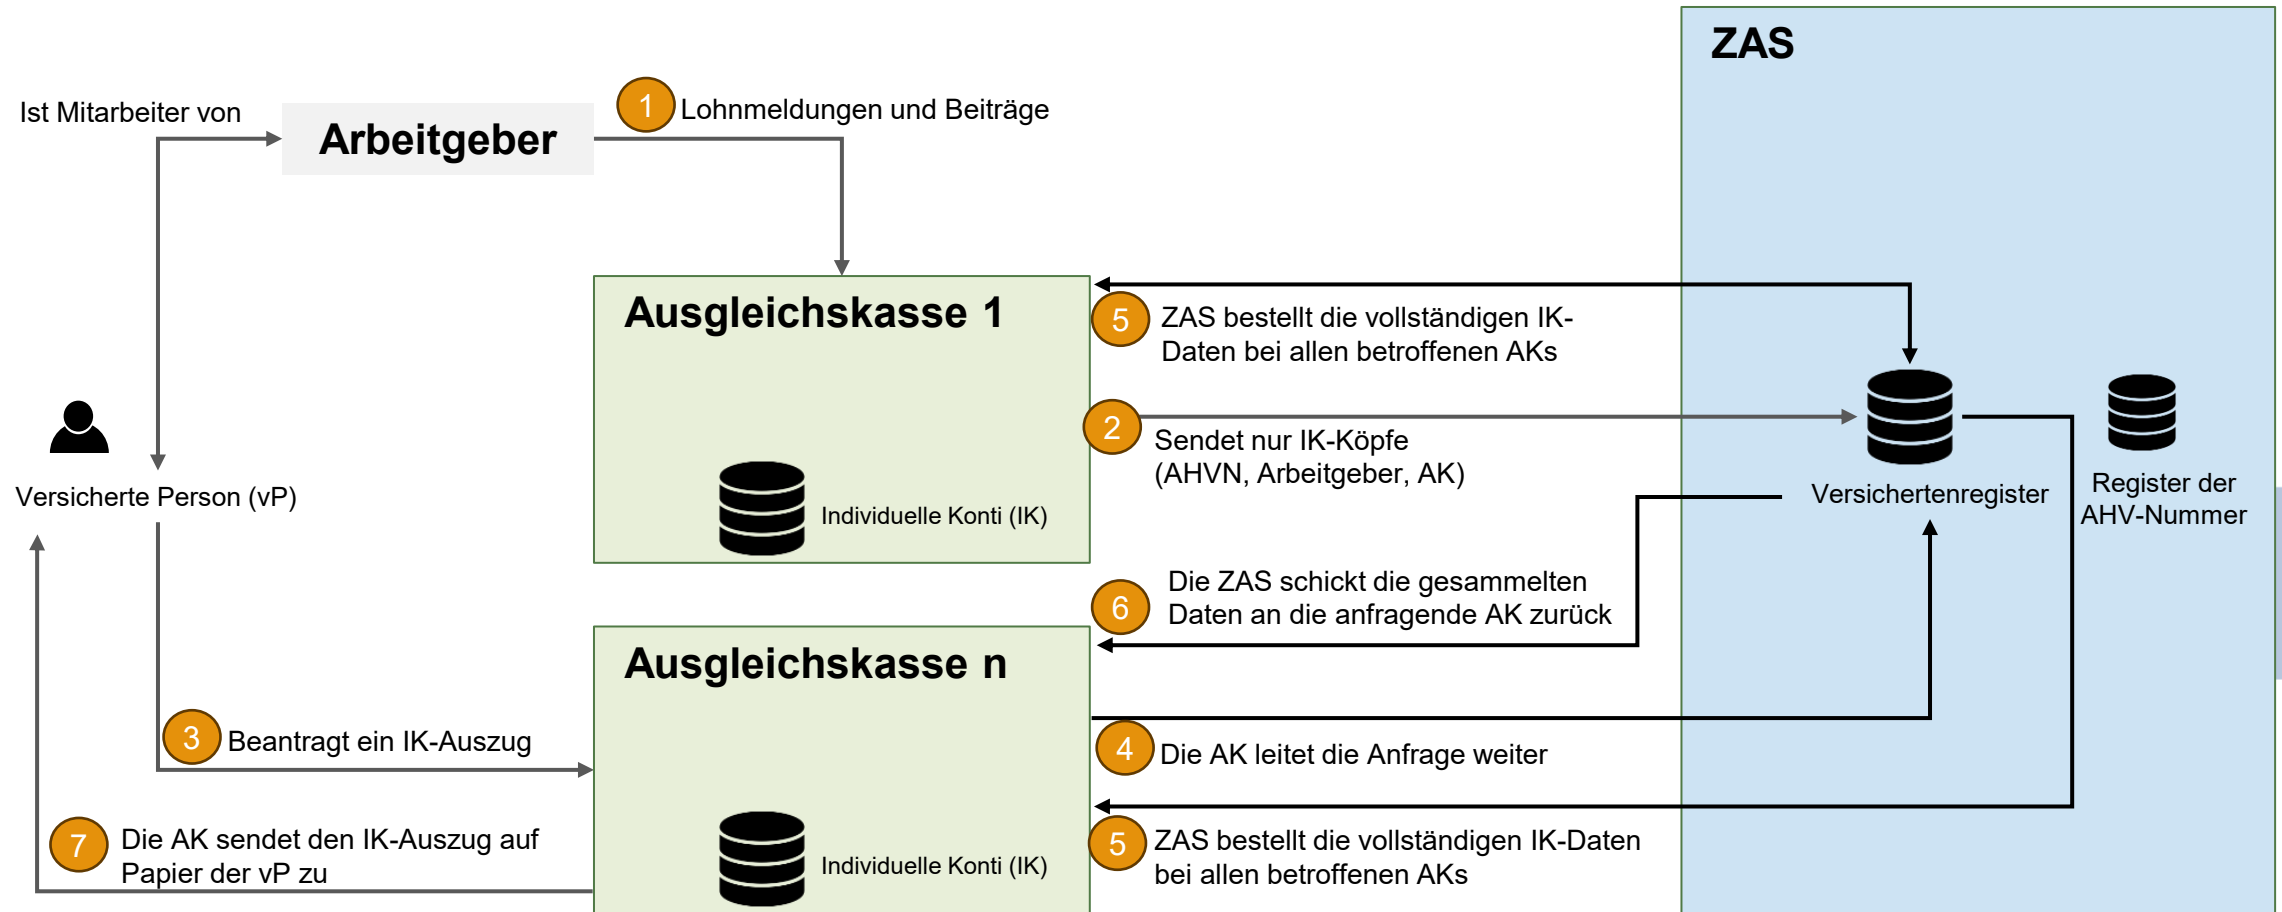 ZAS
Ist Mitarbeiter von
Arbeitgeber
1
Lohnmeldungen und Beiträge
Ausgleichskasse 1
5
ZAS bestellt die vollständigen IK-
Daten bei allen betroffenen AKs
2
Sendet nur IK-Köpfe
(AHVN, Arbeitgeber, AK)
Versicherte Person (vP)
Individuelle Konti (IK)
Versichertenregister
Register der
AHV-Nummer
6
Die ZAS schickt die gesammelten
Daten an die anfragende AK zurück
Ausgleichskasse n
3
Beantragt ein IK-Auszug
4
Die AK leitet die Anfrage weiter
7
Die AK sendet den IK-Auszug auf
Papier der vP zu
Individuelle Konti (IK)
5
ZAS bestellt die vollständigen IK-Daten
bei allen betroffenen AKs